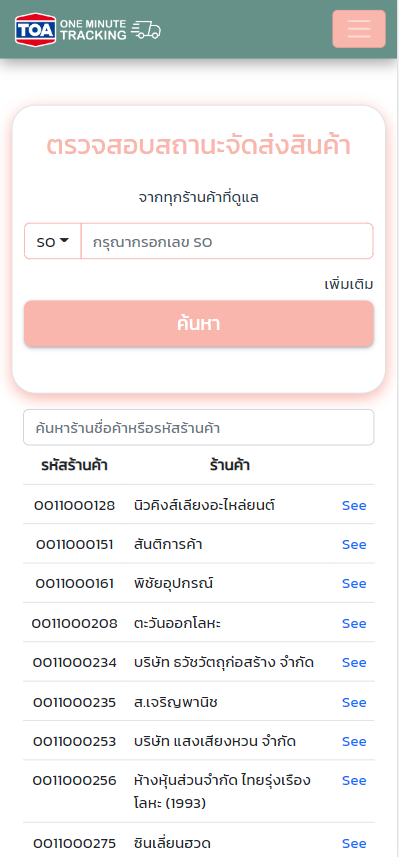 TOA ONE MINUTE
TRACKING
ตรวจสอบสถานะจัดส่งสินค้า
จากทุกร้านค้าที่ดูแล
SO กรุณากรอกเลข SO
เพิ่มเติม
ค้นหา
ค้นหาร้านชื่อค้าหรือรหัสร้านค้า
รหัสร้านค้า ร้านค้า
0011000128 นิวคิงส์เลียงอะไหล่ยนต์ See
0011000151 สันติการค้า See
0011000161 พิชัยอุปกรณ์ See
0011000208 ตะวันออกโลหะ See
0011000234 บริษัท ธวัชวัตถุก่อสร้าง จำกัด See
0011000235 ส.เจริญพานิช See
0011000253 บริษัท แสงเสียงหวน จำกัด See
0011000256 ห้างหุ้นส่วนจำกัด ไทยรุ่งเรือง See
โลหะ (1993)
0011000275 ซินเลี่ยนฮวด See